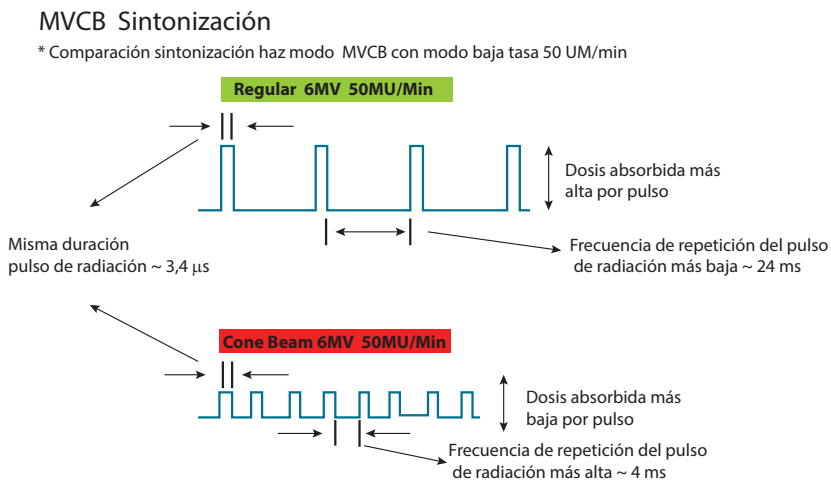 MVCB Sintonización
* Comparación sintonización haz modo MVCB con modo baja tasa 50 UM/min
Regular 6MV 50MU/Min
Dosis absorbida más
alta por pulso
Misma duración
pulso de radiación ~ 3,4 μs
Frecuencia de repetición del pulso
de radiación más baja ~ 24 ms
Cone Beam 6MV 50MU/Min
Dosis absorbida más
baja por pulso
Frecuencia de repetición del pulso
de radiación más alta ~ 4 ms